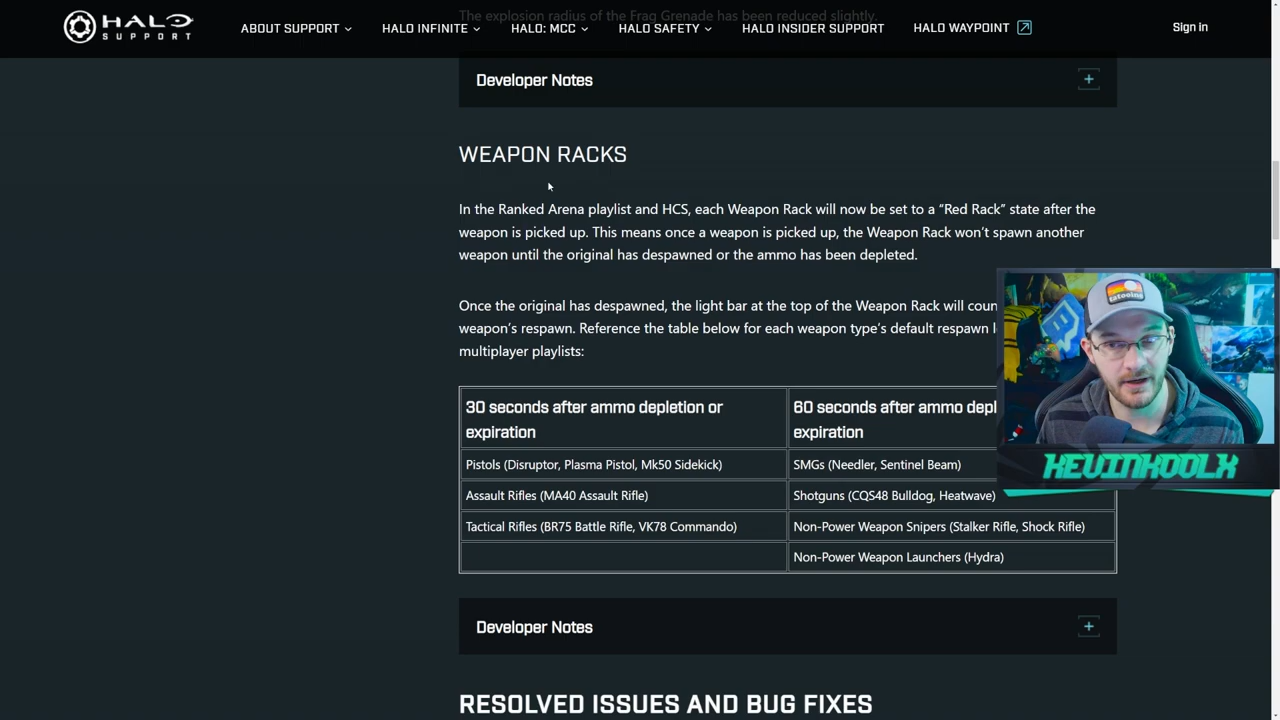 The explosion radius of the Frag Grenade has been reduced slightly.
HALO
SUPPORT
ABOUT SUPPORT
HALO INFINITE
HALO: MCC
HALO SAFETY
HALO INSIDER SUPPORT
HALO WAYPOINT
Sign in
Developer Notes
WEAPON RACKS
In the Ranked Arena playlist and HCS, each Weapon Rack will now be set to a “Red Rack” state after the
weapon is picked up. This means once a weapon is picked up, the Weapon Rack won’t spawn another
weapon until the original has despawned or the ammo has been depleted.
Once the original has despawned, the light bar at the top of the Weapon Rack will
weapon’s respawn. Reference the table below for each weapon type’s default respawn
multiplayer playlists:
30 seconds after ammo depletion or
expiration
60 seconds after ammo
expiration
Pistols (Disruptor, Plasma Pistol, Mk50 Sidekick)
SMGs (Needler, Sentinel Beam)
Assault Rifles (MA40 Assault Rifle)
Shotguns (CQS48 Bulldog, Heatwave)
Tactical Rifles (BR75 Battle Rifle, VK78 Commando)
Non-Power Weapon Snipers (Stalker Rifle, Shock Rifle)
Non-Power Weapon Launchers (Hydra)
Developer Notes
RESOLVED ISSUES AND BUG FIXES
tatooine
KEVINKOOLX